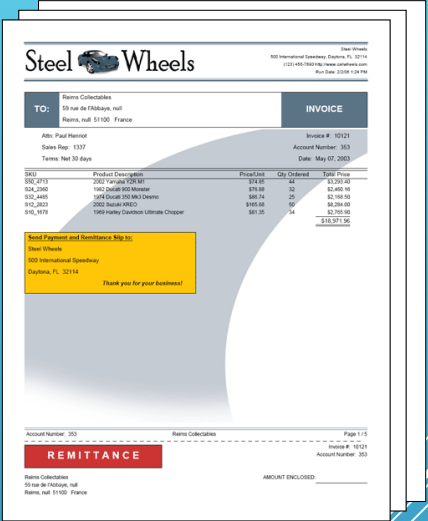 Steel Wheels
Steel Wheels
500 International Speedway, Daytona, FL 32114
(123) 456-7890 http://www.catwheels.com
Run Date: 2/2/06 1:24 PM
TO:
Reims Collectables
59 rue de l'Abbaye, null
Reims, null 51100 France
INVOICE
Attn: Paul Henriot
Invoice #: 10121
Sales Rep: 1337
Account Number: 353
Terms: Net 30 days
Date: May 07, 2003
SKU Product Description Price/Unit Qty Ordered Total Price
S50_4713 2002 Yamaha YZR M1 $74.85 44 $3,293.40
S24_2360 1982 Ducati 900 Monster 32
S32_4485 1974 Ducati 350 Mk3 Desmo $86.74 25 $2,168.50
S12_2823 2002 Suzuki XREO $165.68 50 $8,284.00
S10_1678 1969 Harley Davidson Ultimate Chopper $81.35 34 $2,765.90
$18,971.96
Send Payment and Remittance Slip to:
Steel Wheels
500 International Speedway
Daytona, FL 32114
Thank you for your business!
Account Number: 353 Reims Collectables Page 1 / 5
REMITTANCE
Invoice #: 10121
Account Number: 353
Reims Collectables
59 rue de l'Abbaye, null
Reims, null 51100 France
AMOUNT ENCLOSED: